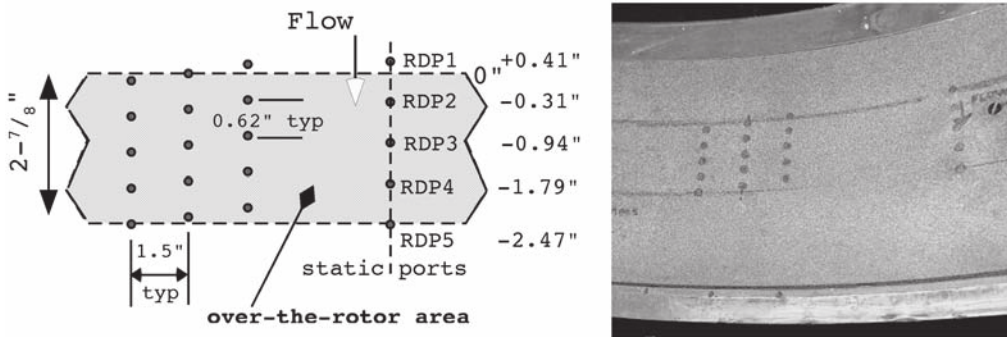 Flow
RDP1 +0.41"
0"
RDP2 -0.31"
0.62" typ
2-7/8"
RDP3 -0.94"
RDP4 -1.79"
RDP5 -2.47"
1.5"
typ
static ports
over-the-rotor area